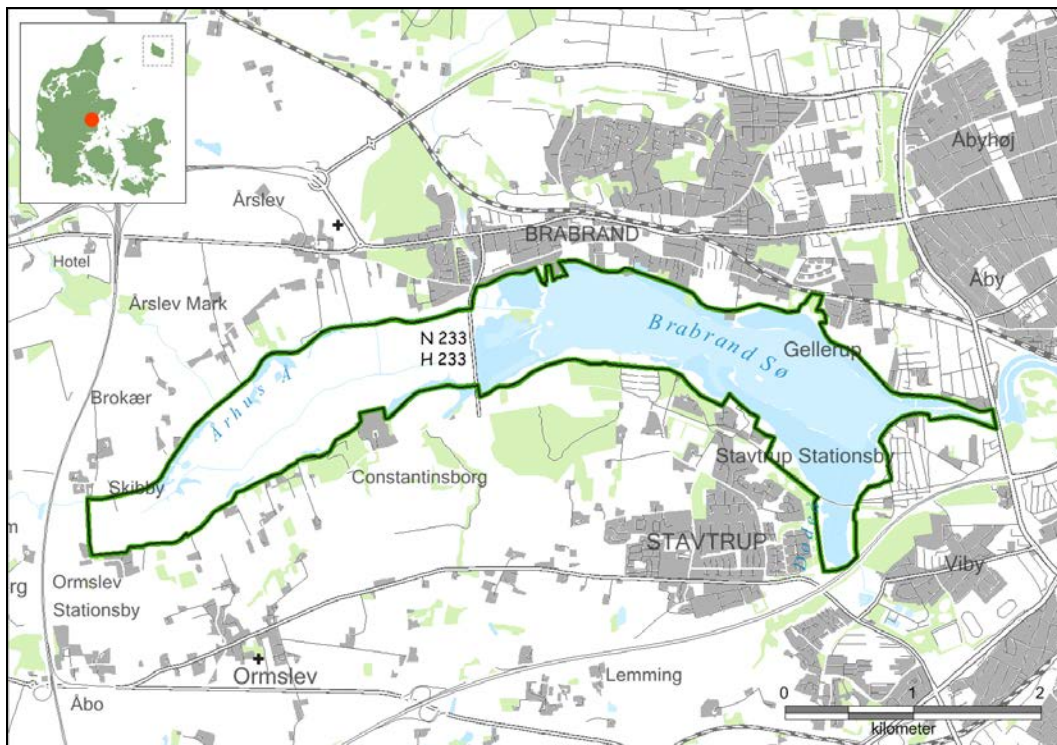 Åbyhøj
Årslev
BRABRAND
Hotel
Åby
Årslev Mark
Brabrand Sø
N 233
H 233
Gellerup
Århus Å
Brokær
Stavtrup Stationsby
Constantinsborg
Skibby
STAVTRUP
Viby
Ormslev
Stationsby
rg
Ormslev
Lemming
Åbo
0 1 2
kilometer